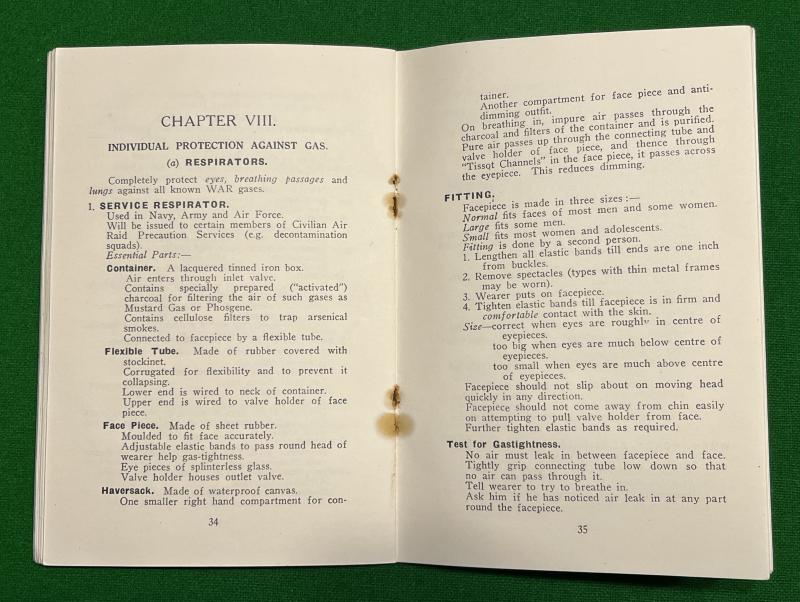 CHAPTER VIII.
INDIVIDUAL PROTECTION AGAINST GAS.
(a) RESPIRATORS.
Completely protect eyes, breathing passages and
lungs against all known WAR gases.
1. SERVICE RESPIRATOR.
Used in Navy, Army and Air Force.
Will be issued to certain members of Civilian Air
Raid Precaution Services (e.g. decontamination
squads).
Essential Parts:—
Container. A lacquered tinned iron box.
Air enters through inlet valve.
Contains specially prepared ("activated")
charcoal for filtering the air of such gases as
Mustard Gas or Phosgene.
Contains cellulose filters to trap arsenical
smokes.
Connected to facepiece by a flexible tube.
Flexible Tube. Made of rubber covered with
stockinet.
Corrugated for flexibility and to prevent it
collapsing.
Lower end is wired to neck of container.
Upper end is wired to valve holder of face
piece.
Face Piece. Made of sheet rubber.
Moulded to fit face accurately.
Adjustable elastic bands to pass round head of
wearer help gas-tightness.
Eye pieces of splinterless glass.
Valve holder houses outlet valve.
Haversack. Made of waterproof canvas.
One smaller right hand compartment for con-
34
tainer.
Another compartment for face piece and anti-
dimming outfit.
On breathing in, impure air passes through the
charcoal and filters of the container and is purified.
Pure air passes up through the connecting tube and
valve holder of face piece, and thence through
"Tissot Channels" in the face piece, it passes across
the eyepiece. This reduces dimming.
FITTING.
Facepiece is made in three sizes :—
Normal fits faces of most men and some women.
Large fits some men.
Small fits most women and adolescents.
Fitting is done by a second person.
1. Lengthen all elastic bands till ends are one inch
from buckles.
2. Remove spectacles (types with thin metal frames
may be worn).
3. Wearer puts on facepiece.
4. Tighten elastic bands till facepiece is in firm and
comfortable contact with the skin.
Size—correct when eyes are roughly in centre of
eyepieces.
too big when eyes are much below centre of
eyepieces.
too small when eyes are much above centre
of eyepieces.
Facepiece should not slip about on moving head
quickly in any direction.
Facepiece should not come away from chin easily
on attempting to pull valve holder from face.
Further tighten elastic bands as required.
Test for Gastightness.
No air must leak in between facepiece and face.
Tightly grip connecting tube low down so that
no air can pass through it.
Tell wearer to try to breathe in.
Ask him if he has noticed air leak in at any part
round the facepiece.
35